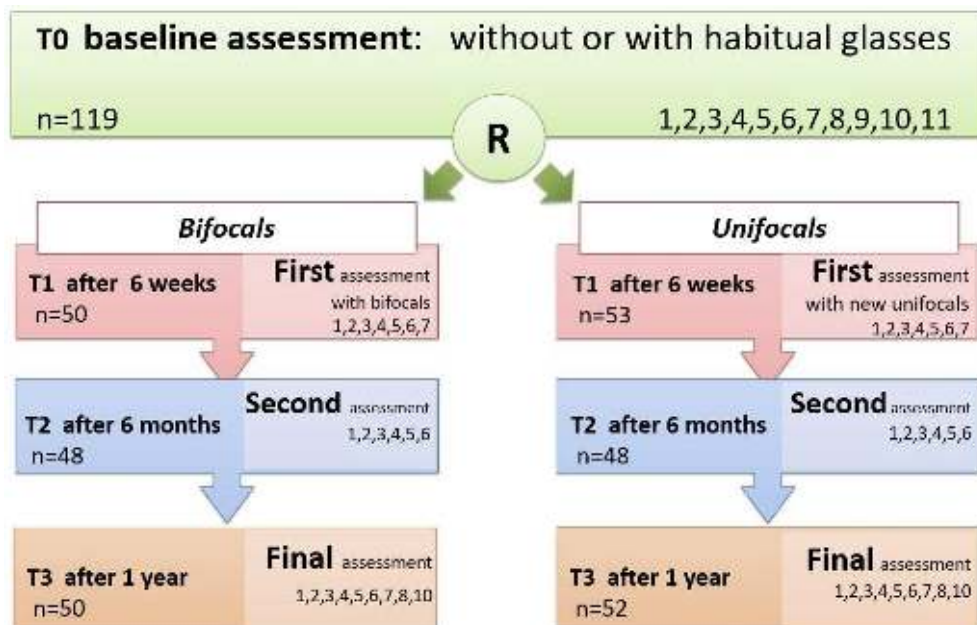 T0 baseline assessment: without or with habitual glasses
n=119 1,2,3,4,5,6,7,8,9,10,11
R
Bifocals
T1 after 6 weeks
n=50
First assessment
with bifocals
1,2,3,4,5,6,7
T2 after 6 months
n=48
Second assessment
1,2,3,4,5,6
T3 after 1 year
n=50
Final assessment
1,2,3,4,5,6,7,8,10
Unifocals
T1 after 6 weeks
n=53
First assessment
with new unifocals
1,2,3,4,5,6,7
T2 after 6 months
n=48
Second assessment
1,2,3,4,5,6
T3 after 1 year
n=52
Final assessment
1,2,3,4,5,6,7,8,10